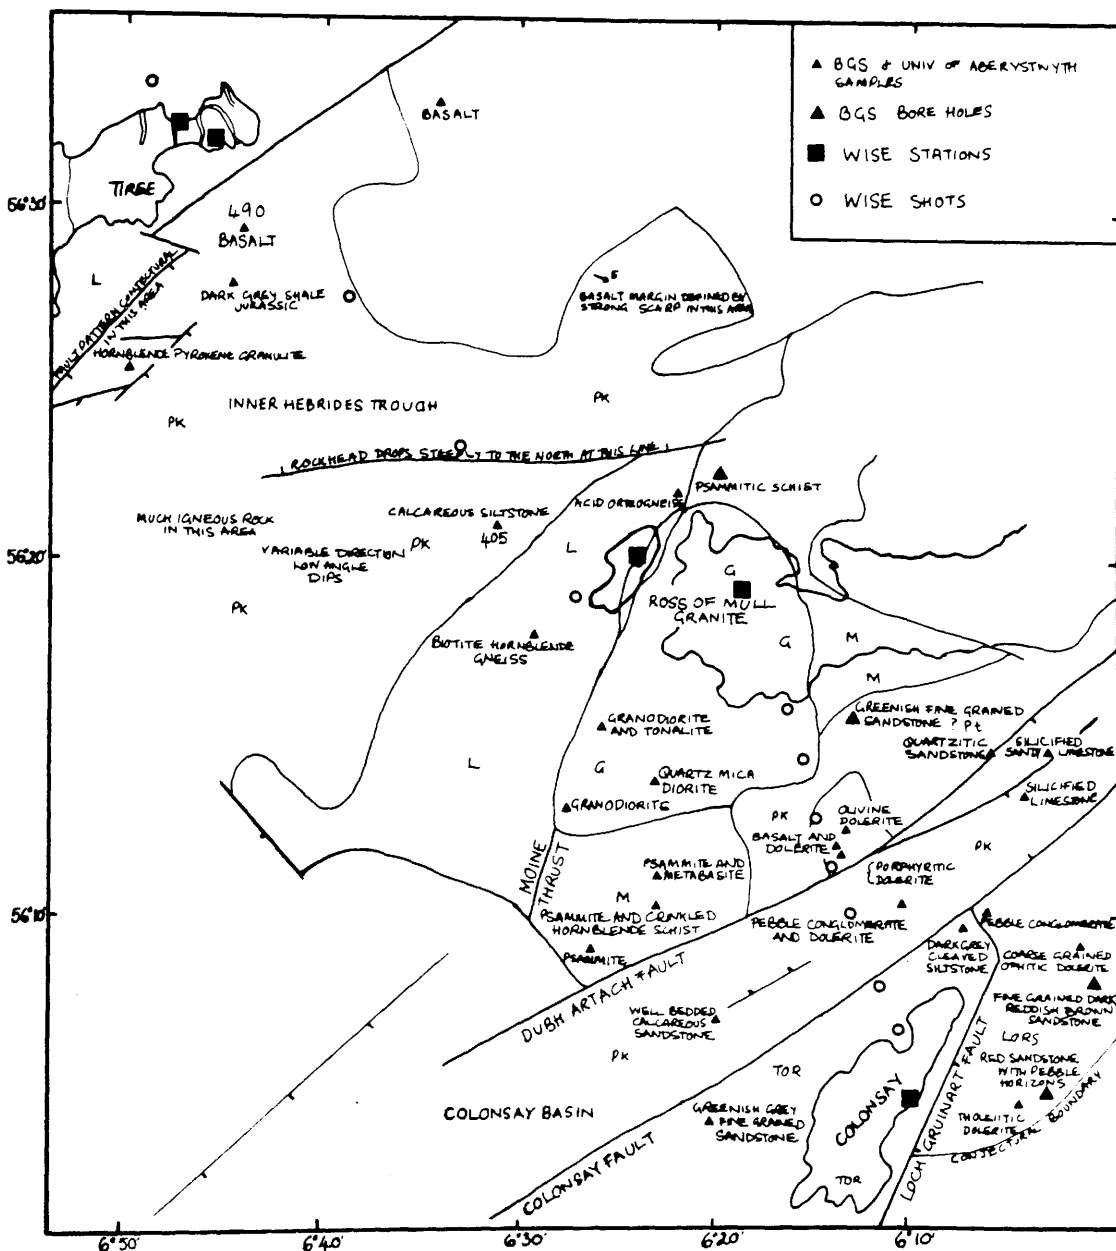 BGS & UNIV OF ABERYSTWYTH
SAMPLES
BGS BORE HOLES
WISE STATIONS
WISE SHOTS
BASALT
TIREE
56°30'
490
BASALT
L
DARK GREY SHALE
JURASSIC
FAULT PATTERN CONJECTURAL
IN THIS AREA
5
BASALT MARGIN DEFINED BY
STRONG SCARP IN THIS AREA
HORNBLENDE PYROXENE GRANULITE
INNER HEBRIDES TROUGH
PK
PK
ROCKHEAD DROPS STEEPLY TO THE NORTH AT THIS LINE
PSAMMITIC SCHIST
ACID ORTHOGNEISS
MUCH IGNEOUS ROCK
IN THIS AREA
CALCAREOUS SILTSTONE
405
PK
L
VARIABLE DIRECTION
LOW ANGLE
DIPS
56°20'
G
ROSS OF MULL
GRANITE
PK
BIOTITE HORNBLENDE
GNEISS
G
M
M
GRANODIORITE
AND TONALITE
GREENISH FINE GRAINED
SANDSTONE ? Pt
QUARTZITIC
SANDSTONE
SILICIFIED
SANDY LIMESTONE
L
G
QUARTZ MICA
DIORITE
SILICIFIED
LIMESTONE
GRANODIORITE
PK
OLIVINE
DOLERITE
BASALT AND
DOLERITE
PK
MOINE
THRUST
PSAMMITE AND
METABASITE
PORPHYRITIC
DOLERITE
M
56°10'
PSAMMITE AND CRINKLED
HORNBLENDE SCHIST
PEBBLE CONGLOMERATE
AND DOLERITE
PEBBLE CONGLOMERATE
PSAMMITE
DARK GREY
CLEAVED
SILTSTONE
COARSE GRAINED
OPHITIC DOLERITE
DUBH ARTACH FAULT
WELL BEDDED
CALCAREOUS
SANDSTONE
FINE GRAINED DARK
REDDISH BROWN
SANDSTONE
PK
LORS
RED SANDSTONE
WITH PEBBLE
HORIZONS
TOR
COLONSAY BASIN
GREENISH GREY
FINE GRAINED
SANDSTONE
COLONSAY
THOLEIITIC
DOLERITE
CONJECTURAL BOUNDARY
LOCH GRUINART FAULT
COLONSAY FAULT
TOR
6°50'
6°40'
6°30'
6°20'
6°10'